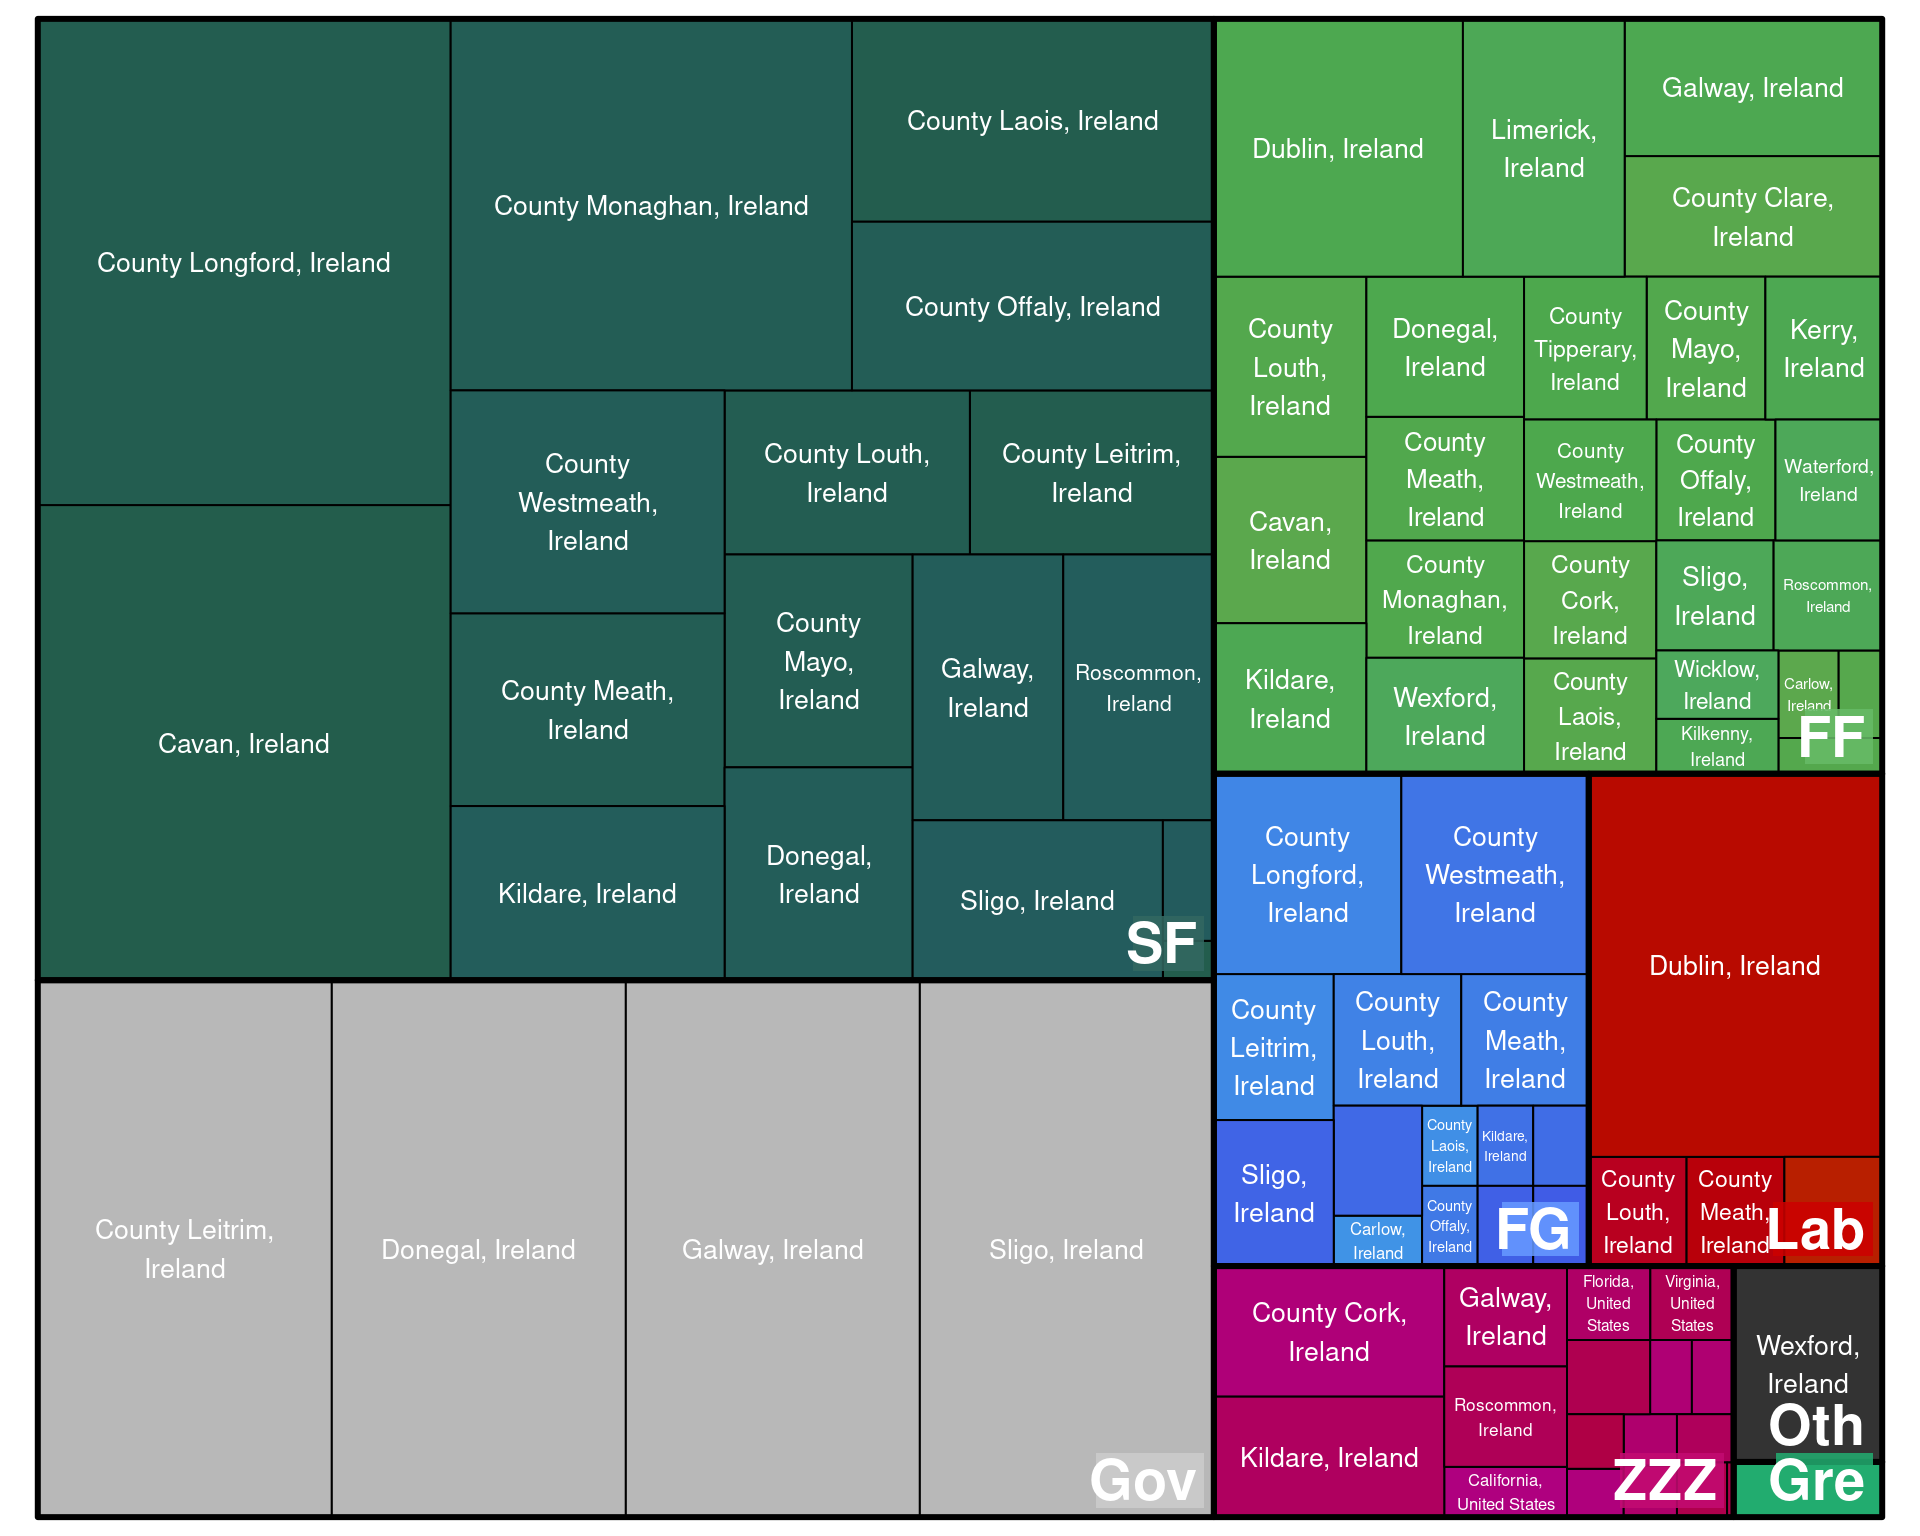 County Longford, Ireland
County Monaghan, Ireland
County Laois, Ireland
County Offaly, Ireland
Cavan, Ireland
County
Westmeath,
Ireland
County Louth,
Ireland
County Leitrim,
Ireland
County Meath,
Ireland
County
Mayo,
Ireland
Galway,
Ireland
Roscommon,
Ireland
Kildare, Ireland
Donegal,
Ireland
Sligo, Ireland
SF
County Leitrim,
Ireland
Donegal, Ireland
Galway, Ireland
Sligo, Ireland
Gov
Dublin, Ireland
Limerick,
Ireland
Galway, Ireland
County Clare,
Ireland
County
Louth,
Ireland
Donegal,
Ireland
County
Tipperary,
Ireland
County
Mayo,
Ireland
Kerry,
Ireland
Cavan,
Ireland
County
Meath,
Ireland
County
Westmeath,
Ireland
County
Offaly,
Ireland
Waterford,
Ireland
County
Monaghan,
Ireland
County
Cork,
Ireland
Sligo,
Ireland
Roscommon,
Ireland
Kildare,
Ireland
Wexford,
Ireland
County
Laois,
Ireland
Wicklow,
Ireland
Kilkenny,
Ireland
Carlow,
Ireland
FF
County
Longford,
Ireland
County
Westmeath,
Ireland
County
Leitrim,
Ireland
County
Louth,
Ireland
County
Meath,
Ireland
Sligo,
Ireland
County
Laois,
Ireland
Kildare,
Ireland
Carlow,
Ireland
County
Offaly,
Ireland
FG
Dublin, Ireland
County
Louth,
Ireland
County
Meath,
Ireland
Lab
County Cork,
Ireland
Kildare, Ireland
Galway,
Ireland
Roscommon,
Ireland
California,
United States
Florida,
United
States
Virginia,
United
States
ZZZ
Wexford,
Ireland
Oth
Gre